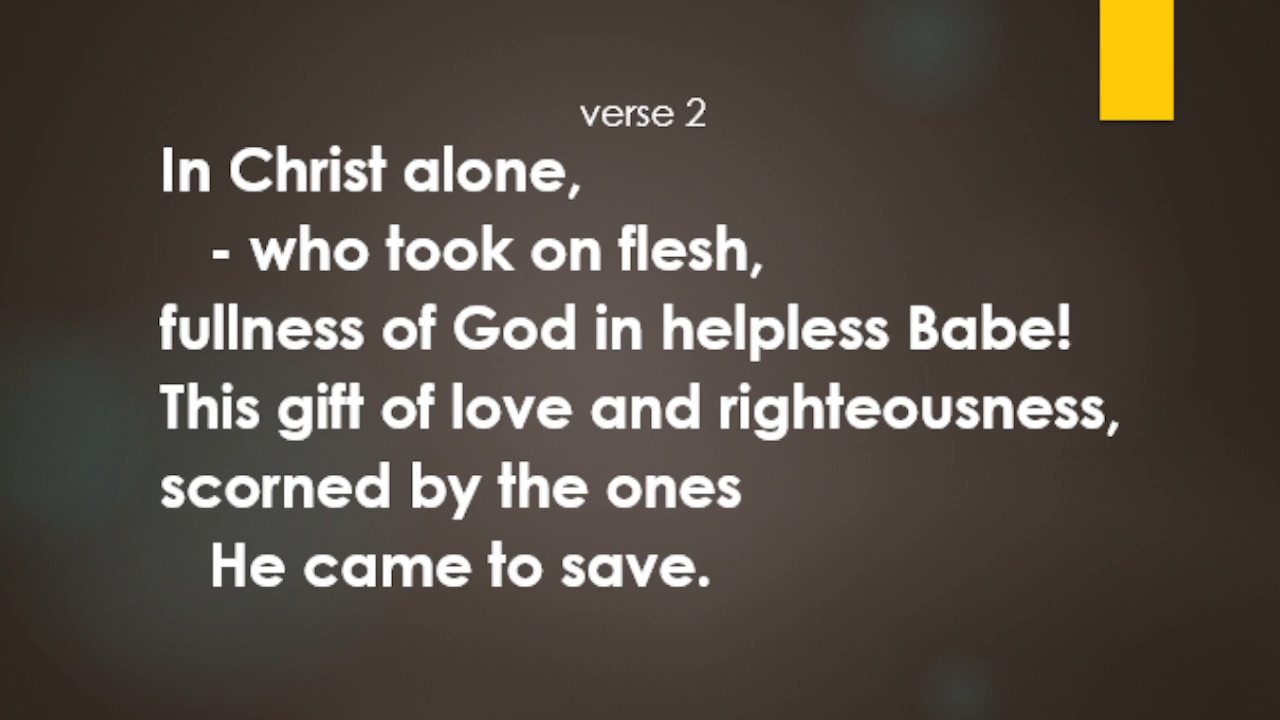 verse 2
In Christ alone,
- who took on flesh,
fullness of God in helpless Babe!
This gift of love and righteousness,
scorned by the ones
He came to save.